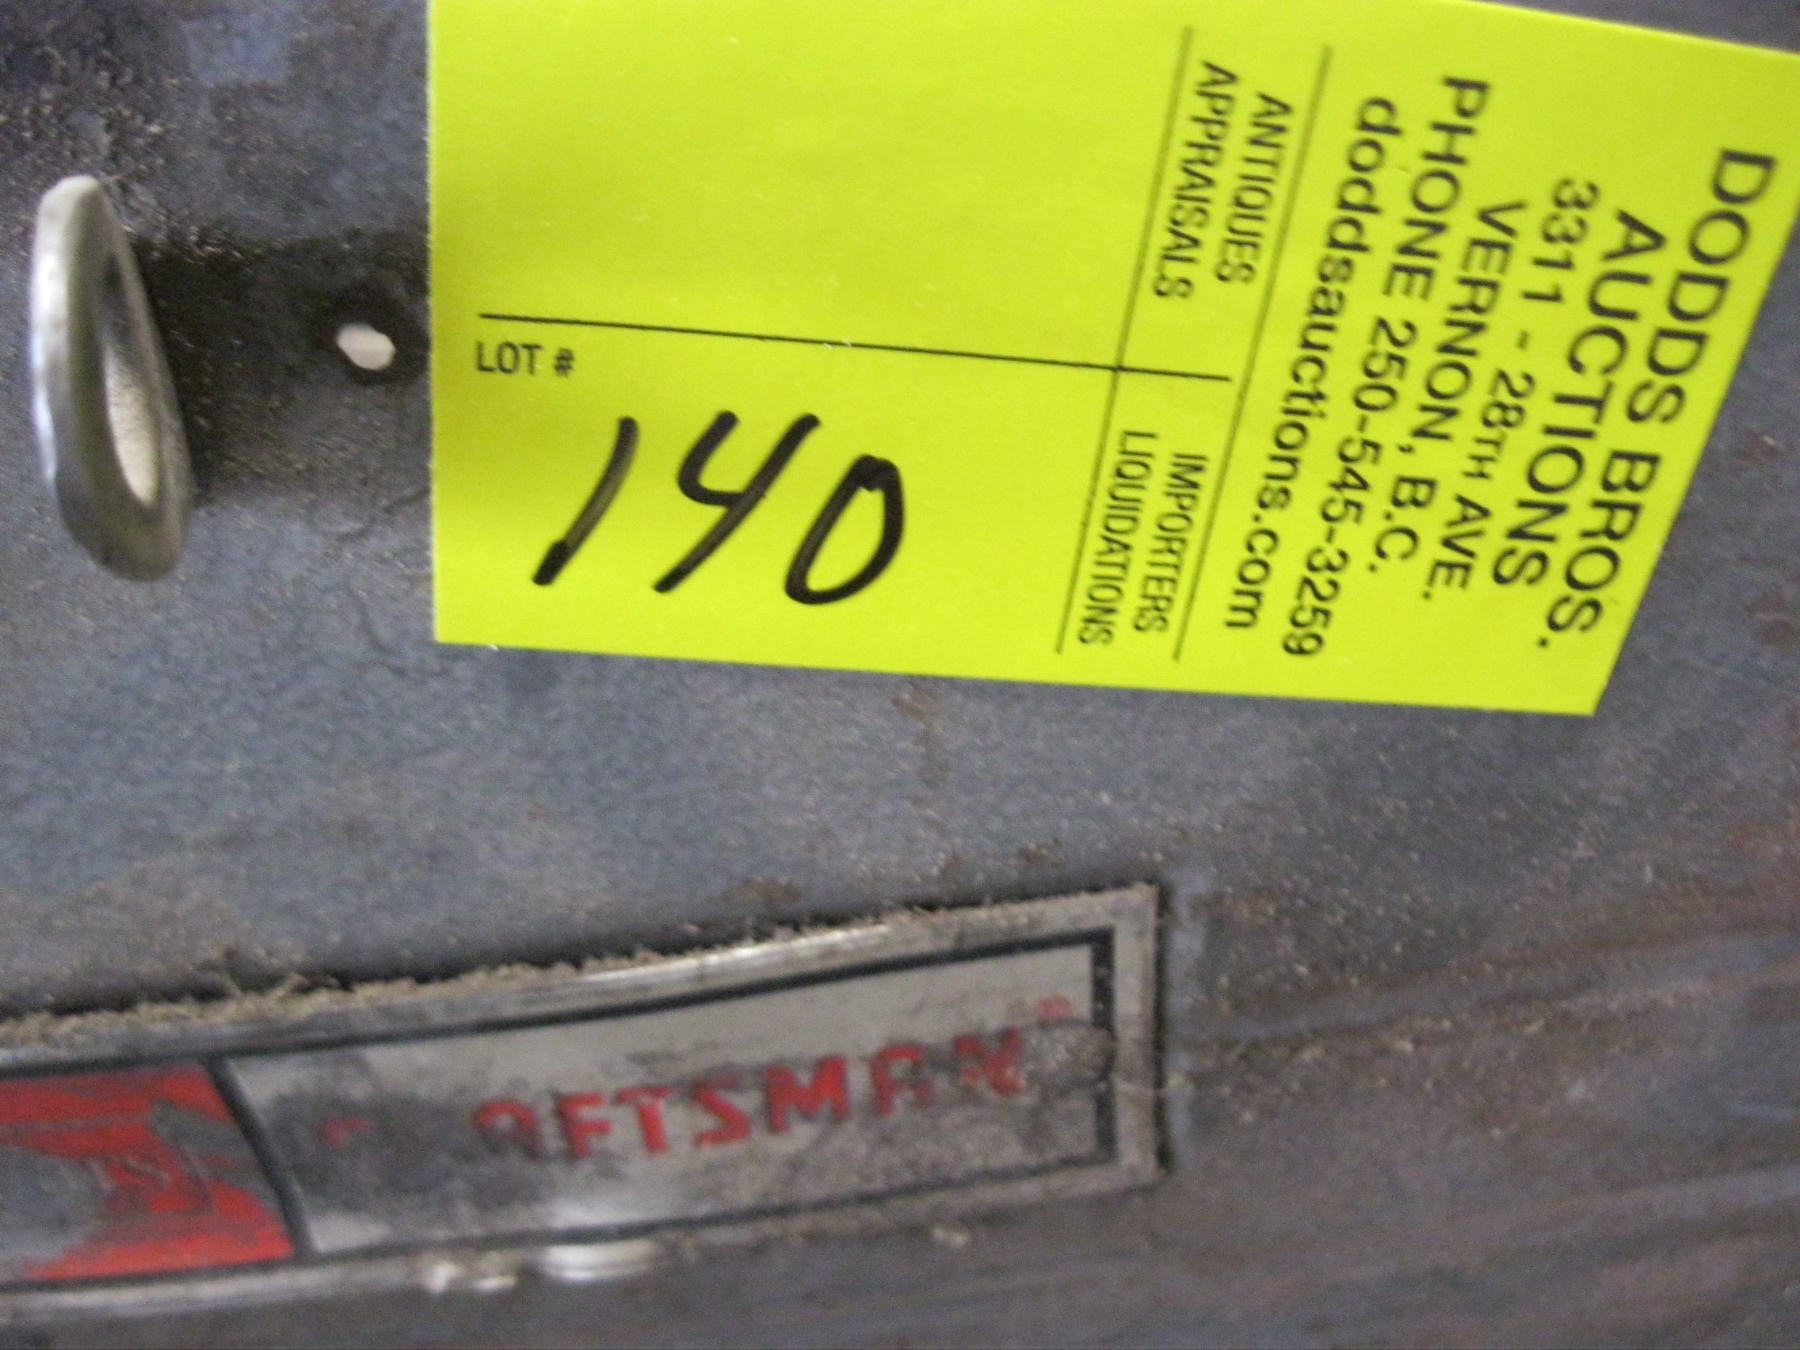 DODDS BROS.
AUCTIONS
3311 - 28TH AVE.
VERNON, B.C.
PHONE 250-545-3259
doddsauctions.com
ANTIQUES
APPRAISALS
IMPORTERS
LIQUIDATIONS
LOT #
140
CRAFTSMAN®